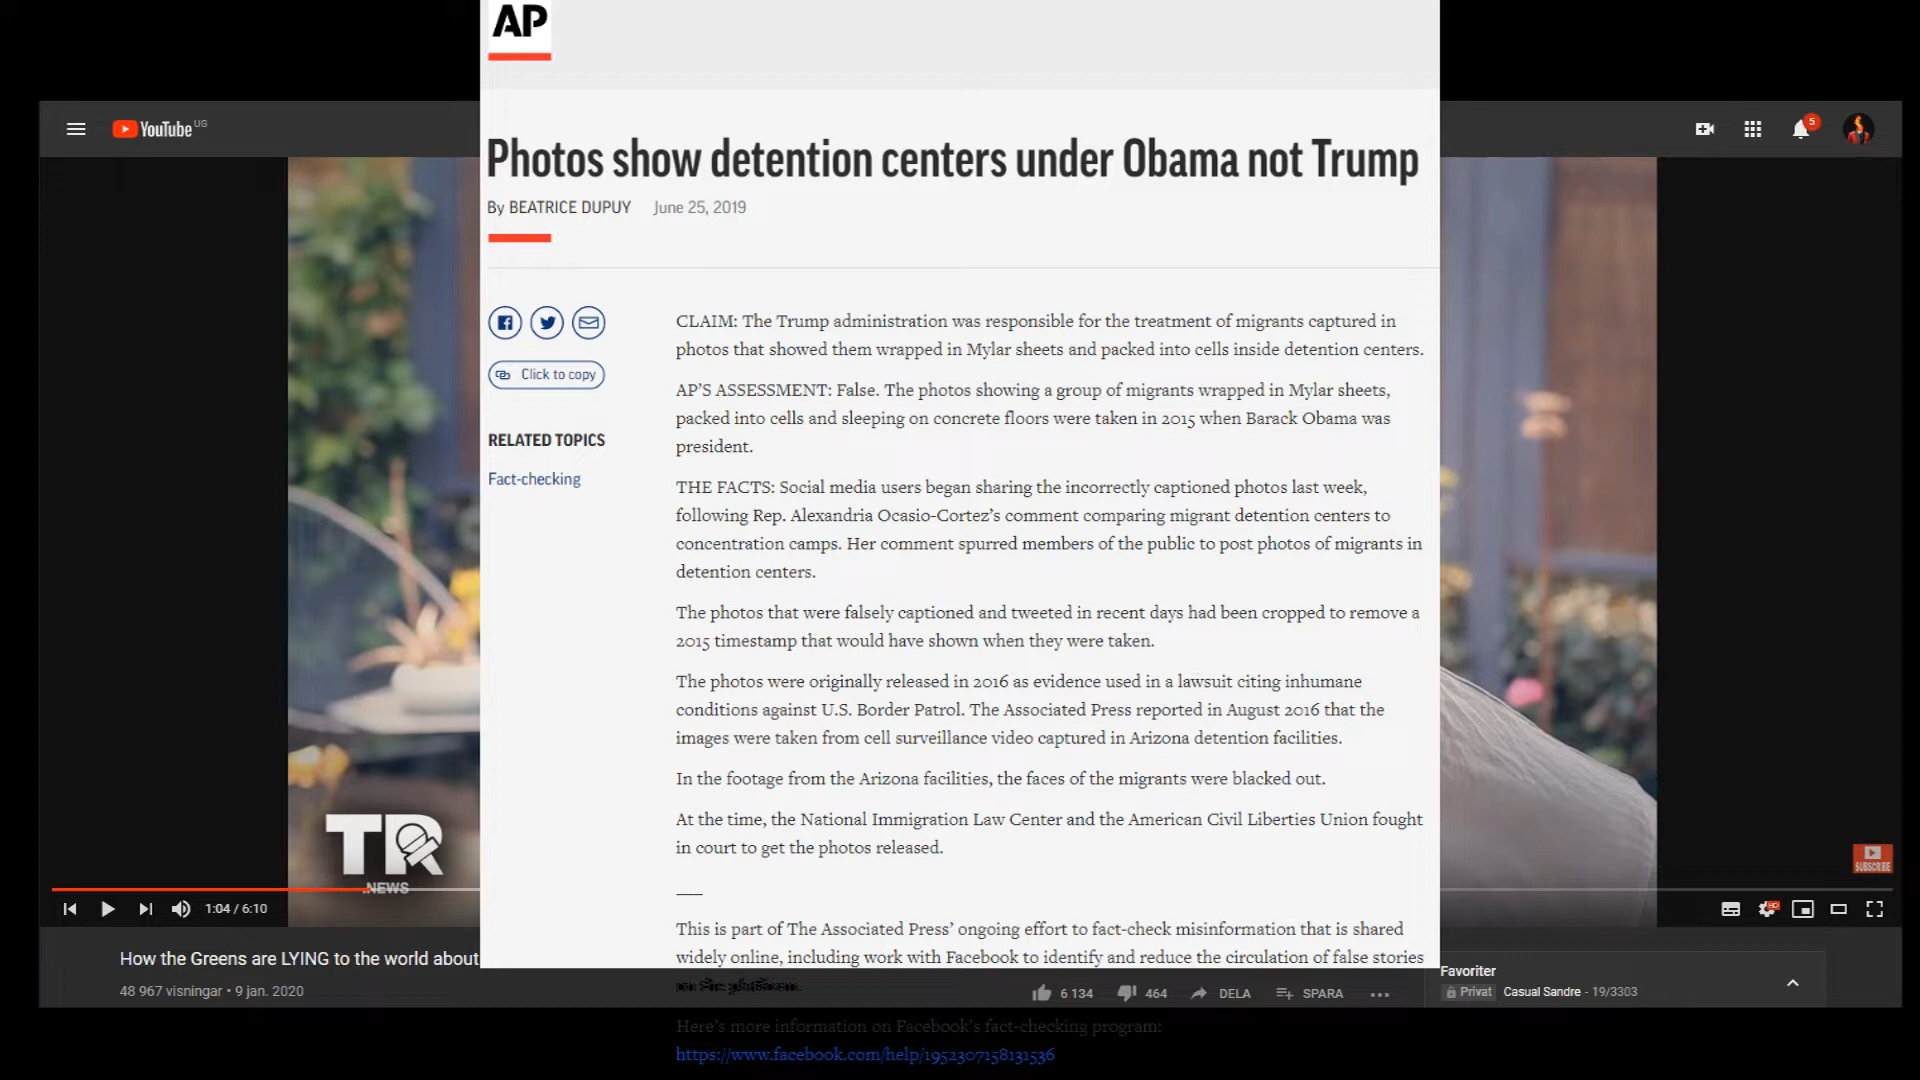 AP
YouTube UG
5
Photos show detention centers under Obama not Trump
By BEATRICE DUPUY June 25, 2019
Click to copy
RELATED TOPICS
Fact-checking
CLAIM: The Trump administration was responsible for the treatment of migrants captured in
photos that showed them wrapped in Mylar sheets and packed into cells inside detention centers.
AP'S ASSESSMENT: False. The photos showing a group of migrants wrapped in Mylar sheets,
packed into cells and sleeping on concrete floors were taken in 2015 when Barack Obama was
president.
THE FACTS: Social media users began sharing the incorrectly captioned photos last week,
following Rep. Alexandria Ocasio-Cortez's comment comparing migrant detention centers to
concentration camps. Her comment spurred members of the public to post photos of migrants in
detention centers.
The photos that were falsely captioned and tweeted in recent days had been cropped to remove a
2015 timestamp that would have shown when they were taken.
The photos were originally released in 2016 as evidence used in a lawsuit citing inhumane
conditions against U.S. Border Patrol. The Associated Press reported in August 2016 that the
images were taken from cell surveillance video captured in Arizona detention facilities.
In the footage from the Arizona facilities, the faces of the migrants were blacked out.
At the time, the National Immigration Law Center and the American Civil Liberties Union fought
in court to get the photos released.
This is part of The Associated Press' ongoing effort to fact-check misinformation that is shared
widely online, including work with Facebook to identify and reduce the circulation of false stories
Here's more information on Facebook's fact-checking program:
https://www.facebook.com/help/1952307158131536
TR
.NEWS
SUBSCRIBE
1:04 / 6:10
HD
How the Greens are LYING to the world about
48 967 visningar • 9 jan. 2020
6 134 464 DELA SPARA
Favoriter
Privat Casual Sandre - 19/3303